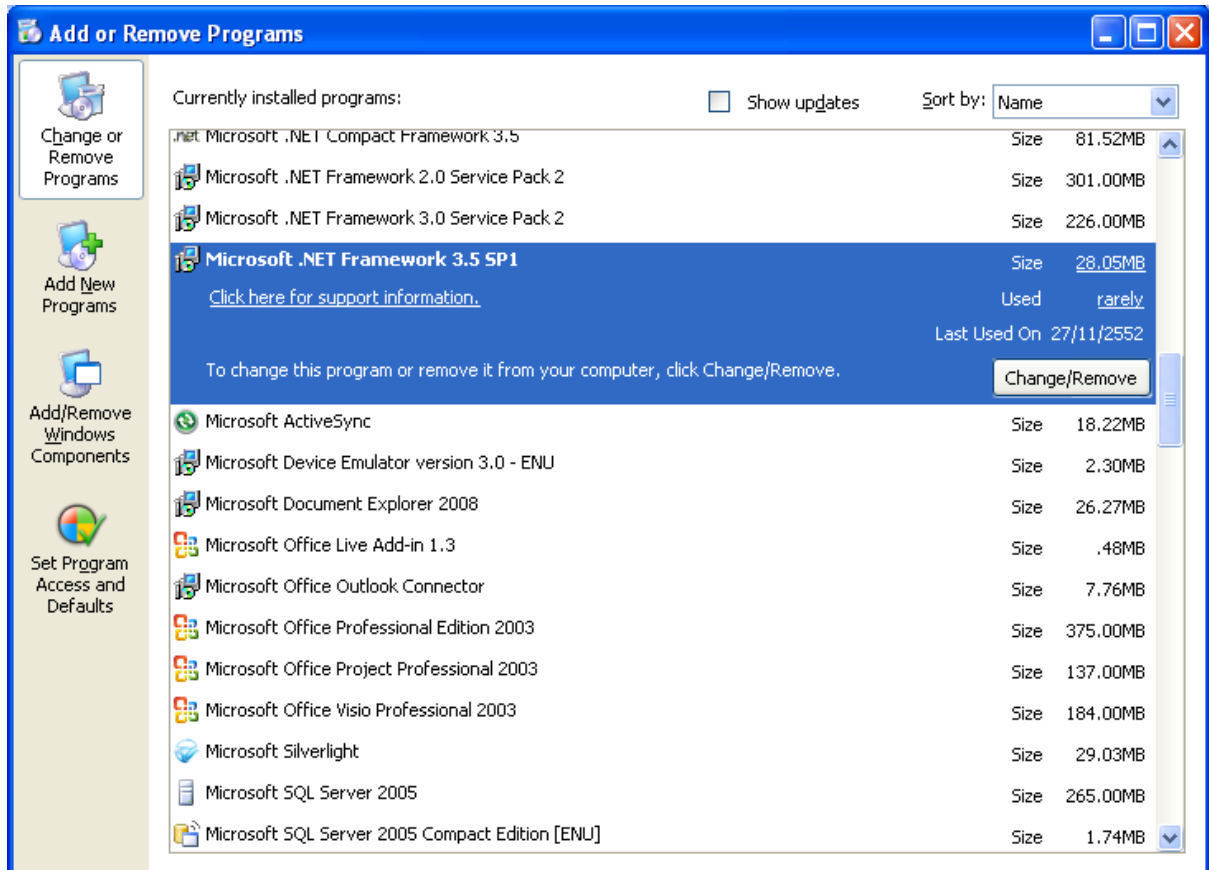 Add or Remove Programs
Change or
Remove
Programs
Add New
Programs
Add/Remove
Windows
Components
Set Program
Access and
Defaults
Currently installed programs: Show updates Sort by: Name
.net Microsoft .NET Compact Framework 3.5 Size 81.52MB
Microsoft .NET Framework 2.0 Service Pack 2 Size 301.00MB
Microsoft .NET Framework 3.0 Service Pack 2 Size 226.00MB
Microsoft .NET Framework 3.5 SP1 Size 28.05MB
Click here for support information. Used rarely
Last Used On 27/11/2552
To change this program or remove it from your computer, click Change/Remove. Change/Remove
Microsoft ActiveSync Size 18.22MB
Microsoft Device Emulator version 3.0 - ENU Size 2.30MB
Microsoft Document Explorer 2008 Size 26.27MB
Microsoft Office Live Add-in 1.3 Size .48MB
Microsoft Office Outlook Connector Size 7.76MB
Microsoft Office Professional Edition 2003 Size 375.00MB
Microsoft Office Project Professional 2003 Size 137.00MB
Microsoft Office Visio Professional 2003 Size 184.00MB
Microsoft Silverlight Size 29.03MB
Microsoft SQL Server 2005 Size 265.00MB
Microsoft SQL Server 2005 Compact Edition [ENU] Size 1.74MB